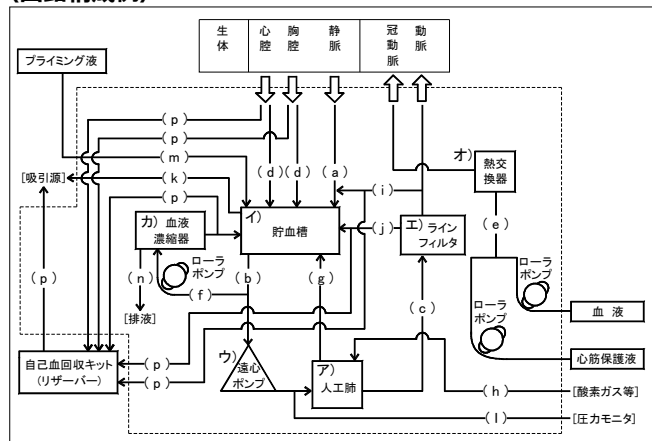 (回路構成例)
生体
心腔
胸腔
静脈
冠動脈
動脈
プライミング液
(p)
(p)
(m)
(k)
(p)
[吸引源]
(d)
(d)
(a)
(i)
オ)
熱交
換器
(e)
カ)血液
濃縮器
イ)
貯血槽
(j)
エ)ライン
フィルタ
ローラ
ポンプ
(n)
(f)
(b)
(g)
(c)
ローラ
ポンプ
ローラ
ポンプ
血液
[排液]
(p)
自己血回収キット
(リザーバー)
(p)
(p)
ウ)
遠心
ポンプ
ア)
人工肺
心筋保護液
(h)
[酸素ガス等]
(l)
[圧力モニタ]